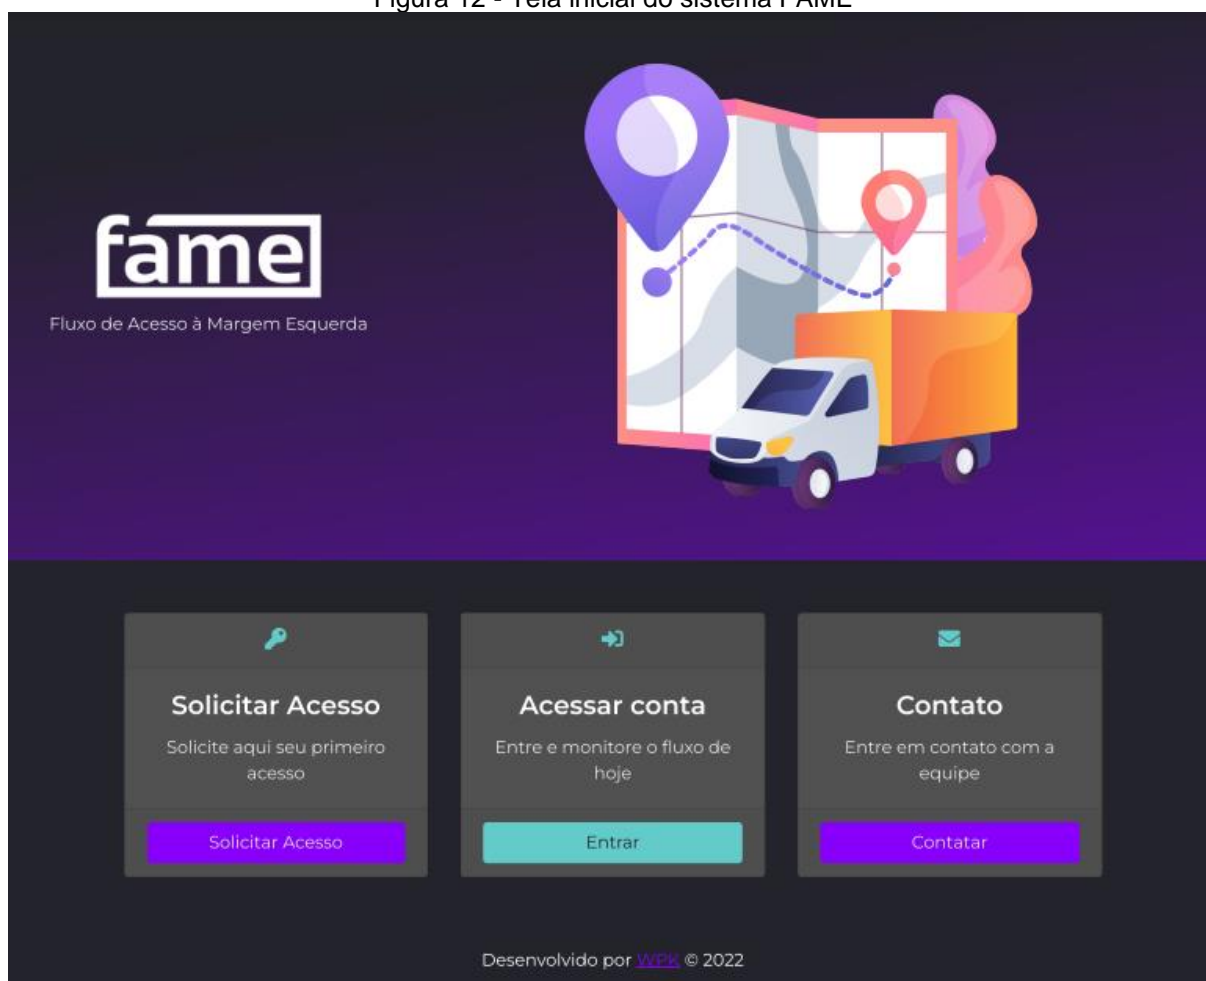 Figura 12 - Tela inicial do sistema FAME
fame
Fluxo de Acesso à Margem Esquerda
Solicitar Acesso
Solicite aqui seu primeiro
acesso
Solicitar Acesso
Acessar conta
Entre e monitore o fluxo de
hoje
Entrar
Contato
Entre em contato com a
equipe
Contatar
Desenvolvido por WPK © 2022